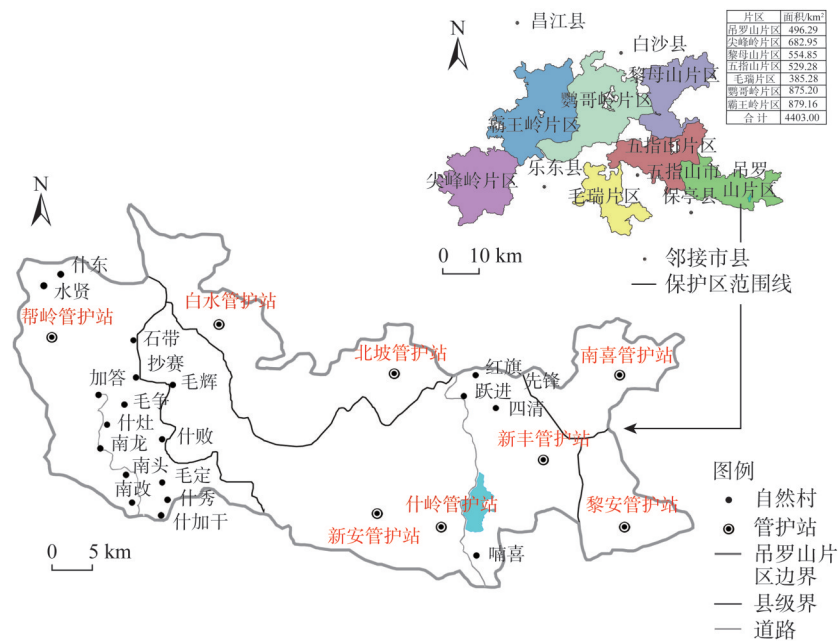 昌江县
白沙县
片区 面积/km²
吊罗山片区 496.29
尖峰岭片区 682.95
黎母山片区 554.85
五指山片区 529.28
毛瑞片区 385.28
鹦哥岭片区 875.20
霸王岭片区 879.16
合 计 4403.00
N
黎母山片区
鹦哥岭片区
霸王岭片区
五指山片区
尖峰岭片区
乐东县
五指山市
吊罗
山片区
毛瑞片区
保亭县
0 10 km
邻接市县
保护区范围线
N
什东
水贤
帮岭管护站
白水管护站
石带
抄赛
北坡管护站
红旗
先锋
南喜管护站
加答
毛辉
跃进
毛争
四清
什灶
什败
南龙
新丰管护站
南头
毛定
南改
什秀
什岭管护站
黎安管护站
什加干
新安管护站
喃喜
0 5 km
图例
自然村
管护站
吊罗山片
区边界
县级界
道路